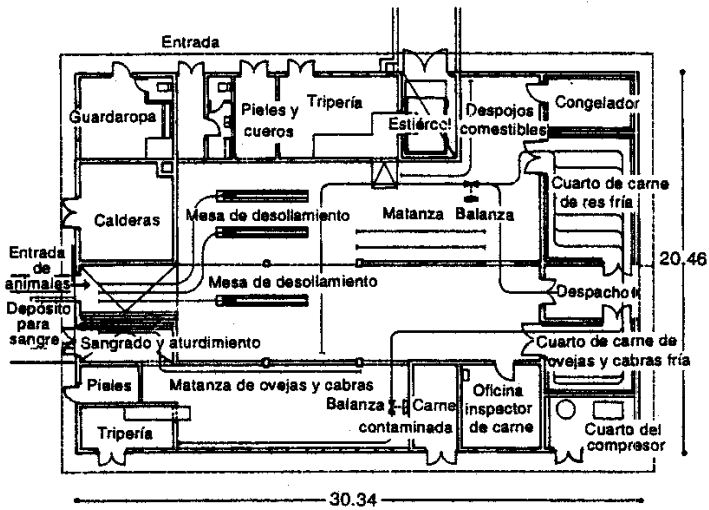 Entrada
Guardaropa
Pieles y
cueros
Tripería
Estiércol
Despojos
comestibles
Congelador
Calderas
Mesa de desollamiento
Matanza
Balanza
Cuarto de carne
de res fría
20.46
Entrada
de
animales
Mesa de desollamiento
Despacho
Depósito
para
sangre
Sangrado y aturdimiento
Cuarto de carne de
ovejas y cabras fría
Pieles
Matanza de ovejas y cabras
Balanza
Carne
contaminada
Oficina
inspector
de carne
Tripería
Cuarto del
compresor
30.34